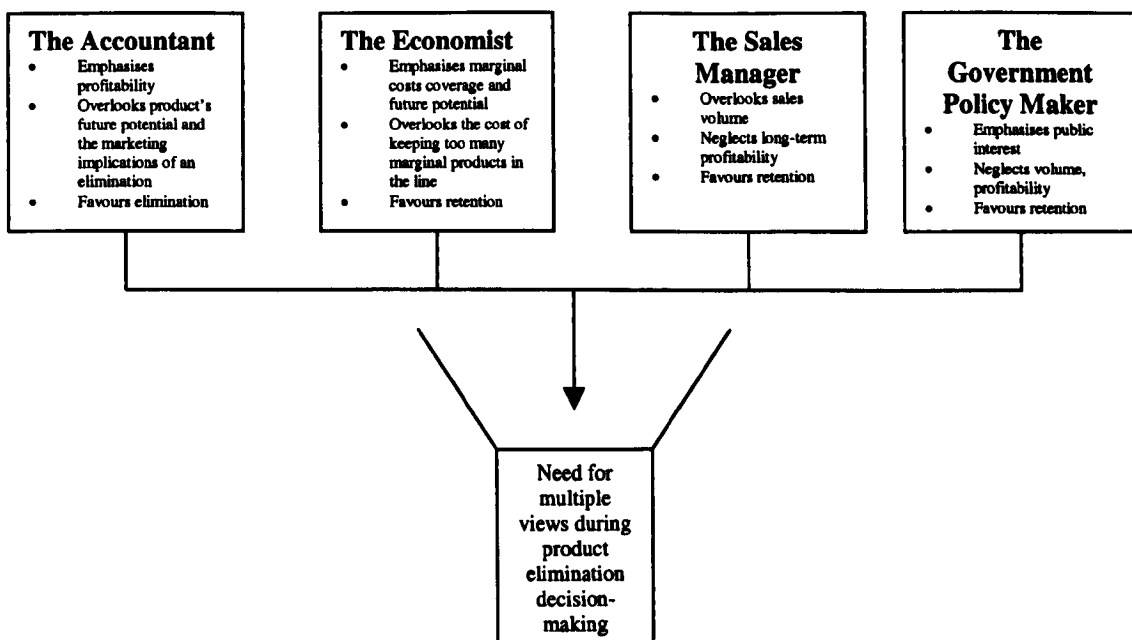 The Accountant
• Emphasises
profitability
• Overlooks product's
future potential and
the marketing
implications of an
elimination
• Favours elimination
The Economist
• Emphasises marginal
costs coverage and
future potential
• Overlooks the cost of
keeping too many
marginal products in
the line
• Favours retention
The Sales
Manager
• Overlooks sales
volume
• Neglects long-term
profitability
• Favours retention
The
Government
Policy Maker
• Emphasises public
interest
• Neglects volume,
profitability
• Favours retention
Need for
multiple
views during
product
elimination
decision-
making